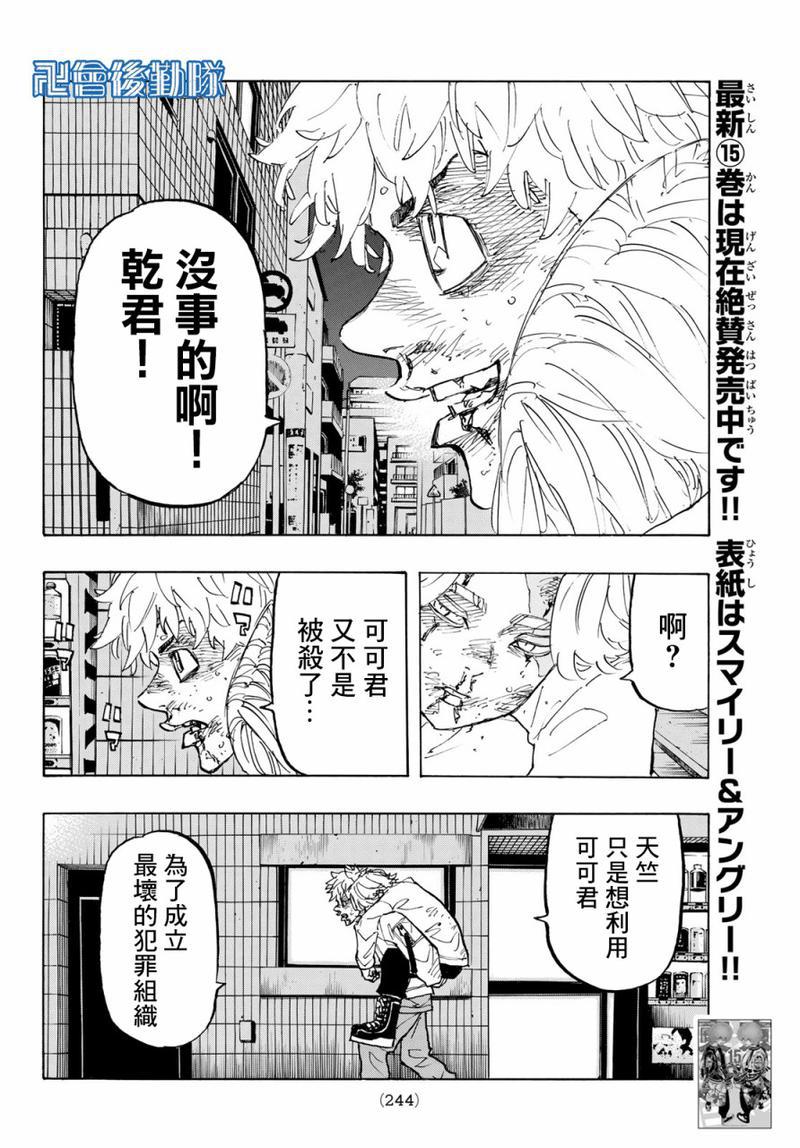 卍會後勤隊
最新⑮巻は現在絶賛発売中です!! 表紙はスマイリー&アングリー!!
沒事的啊!
乾君!
啊?
可可君
又不是
被殺了…
天竺
只是想利用
可可君
為了成立
最壞的犯罪組織
(244)